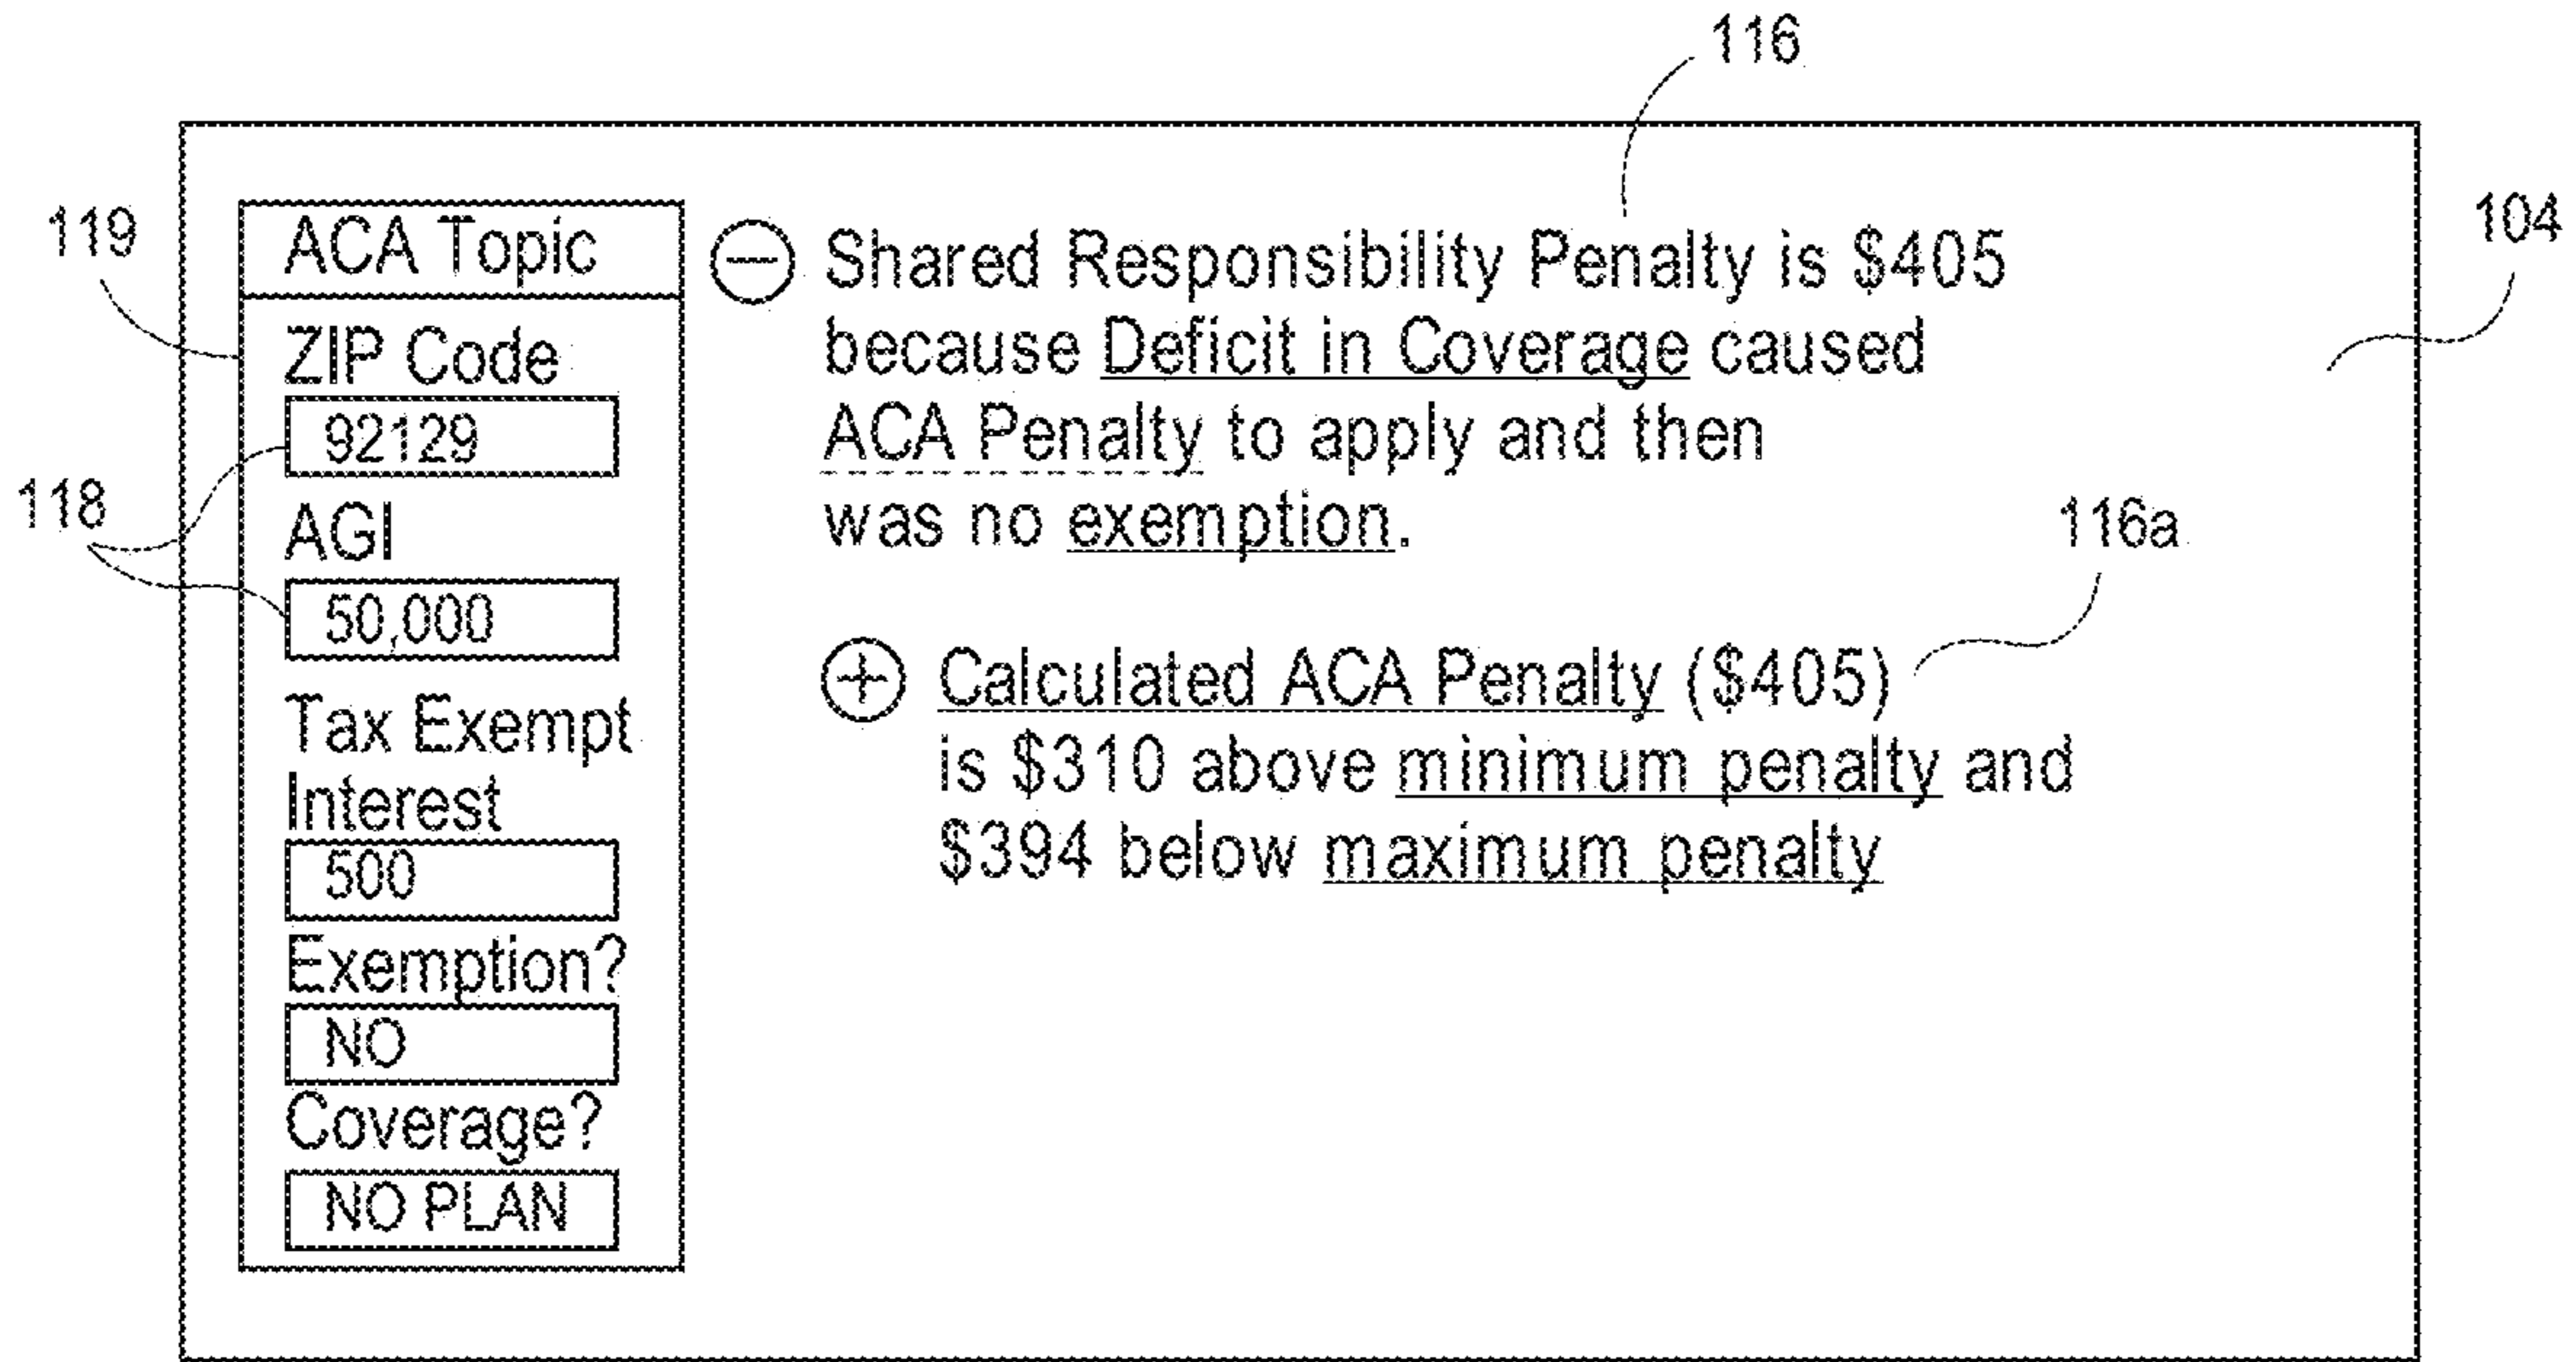 116
119
104
ACA Topic
ZIP Code
92129
118
AGI
50,000
Tax Exempt
Interest
500
Exemption?
NO
Coverage?
NO PLAN
Shared Responsibility Penalty is $405
because Deficit in Coverage caused
ACA Penalty to apply and then
was no exemption.
116a
Calculated ACA Penalty ($405)
is $310 above minimum penalty and
$394 below maximum penalty